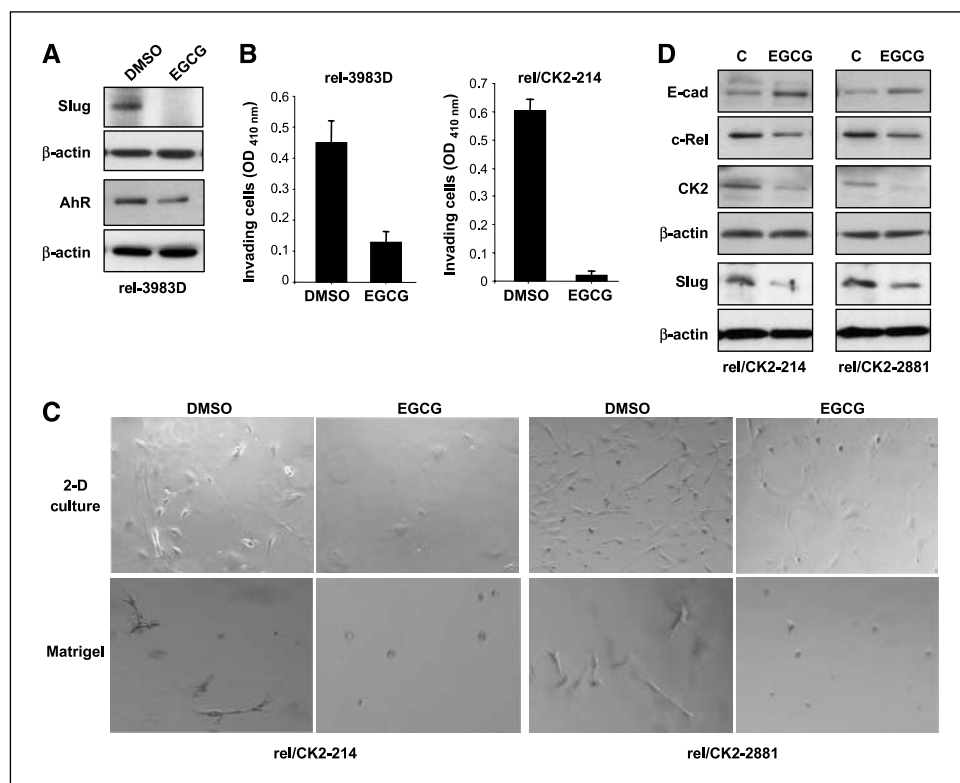 A
DMSO
EGCG
Slug
β-actin
AhR
β-actin
rel-3983D
B
rel-3983D
Invading cells (OD 410 nm)
0.6
0.5
0.4
0.3
0.2
0.1
0
DMSO
EGCG
rel/CK2-214
Invading cells (OD 410 nm)
0.7
0.6
0.5
0.4
0.3
0.2
0.1
0
DMSO
EGCG
D
C EGCG C EGCG
E-cad
c-Rel
CK2
β-actin
Slug
β-actin
rel/CK2-214 rel/CK2-2881
C
DMSO EGCG DMSO EGCG
2-D
culture
Matrigel
rel/CK2-214 rel/CK2-2881